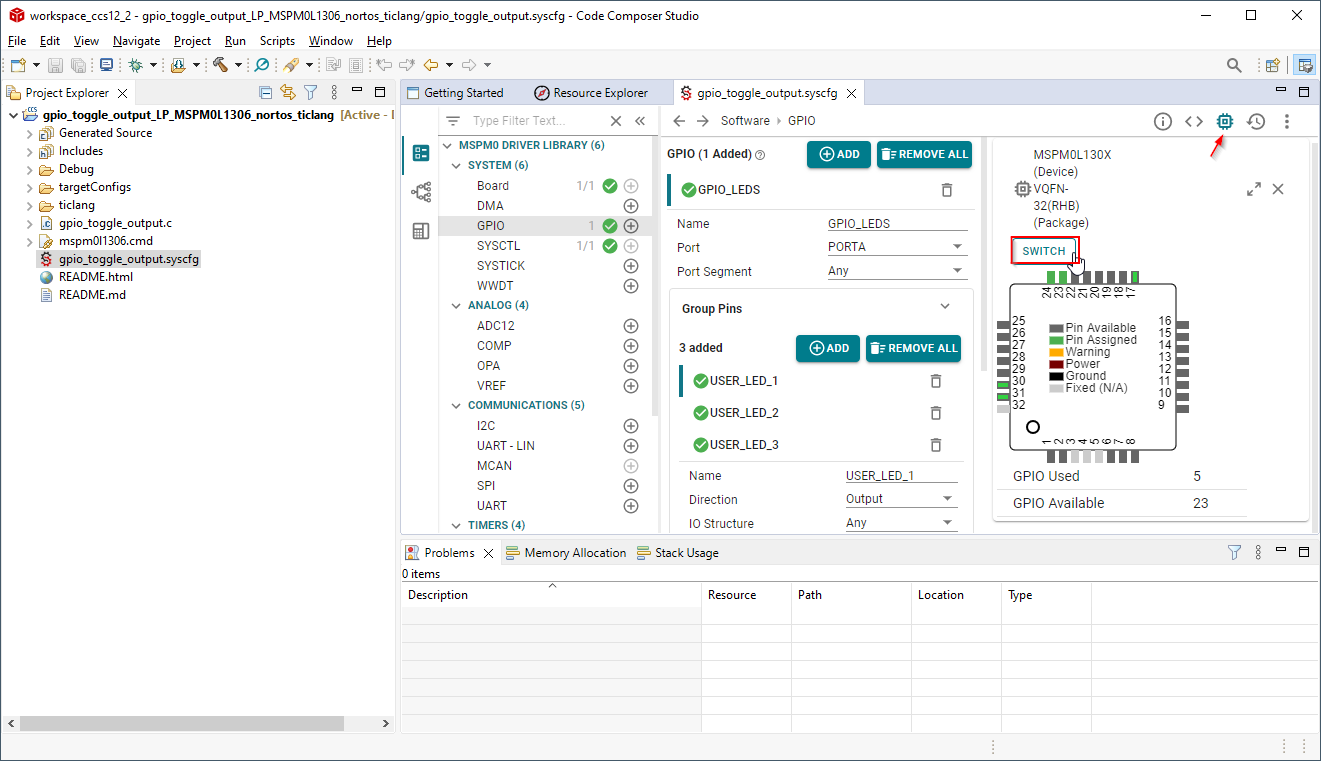 workspace_ccs12_2 - gpio_toggle_output_LP_MSPM0L1306_nortos_ticlang/gpio_toggle_output.syscfg - Code Composer Studio
File Edit View Navigate Project Run Scripts Window Help
Project Explorer
gpio_toggle_output_LP_MSPM0L1306_nortos_ticlang [Active -
Generated Source
Includes
Debug
targetConfigs
ticlang
gpio_toggle_output.c
mspm0l1306.cmd
gpio_toggle_output.syscfg
README.html
README.md
Getting Started
Resource Explorer
gpio_toggle_output.syscfg
Type Filter Text...
Software › GPIO
MSPM0 DRIVER LIBRARY (6)
SYSTEM (6)
Board 1/1
DMA
GPIO 1
SYSCTL 1/1
SYSTICK
WWDT
ANALOG (4)
ADC12
COMP
OPA
VREF
COMMUNICATIONS (5)
I2C
UART - LIN
MCAN
SPI
UART
TIMERS (4)
GPIO (1 Added)
ADD
REMOVE ALL
GPIO_LEDS
Name GPIO_LEDS
Port PORTA
Port Segment Any
Group Pins
3 added
ADD
REMOVE ALL
USER_LED_1
USER_LED_2
USER_LED_3
Name USER_LED_1
Direction Output
IO Structure Any
MSPM0L130X
(Device)
VQFN-
32(RHB)
(Package)
SWITCH
24 23 22 21 20 19 18 17
25 16
26 15
27 14
28 13
29 12
30 11
31 10
32 9
Pin Available
Pin Assigned
Warning
Power
Ground
Fixed (N/A)
1 2 3 4 5 6 7 8
GPIO Used 5
GPIO Available 23
Problems
Memory Allocation
Stack Usage
0 items
Description Resource Path Location Type